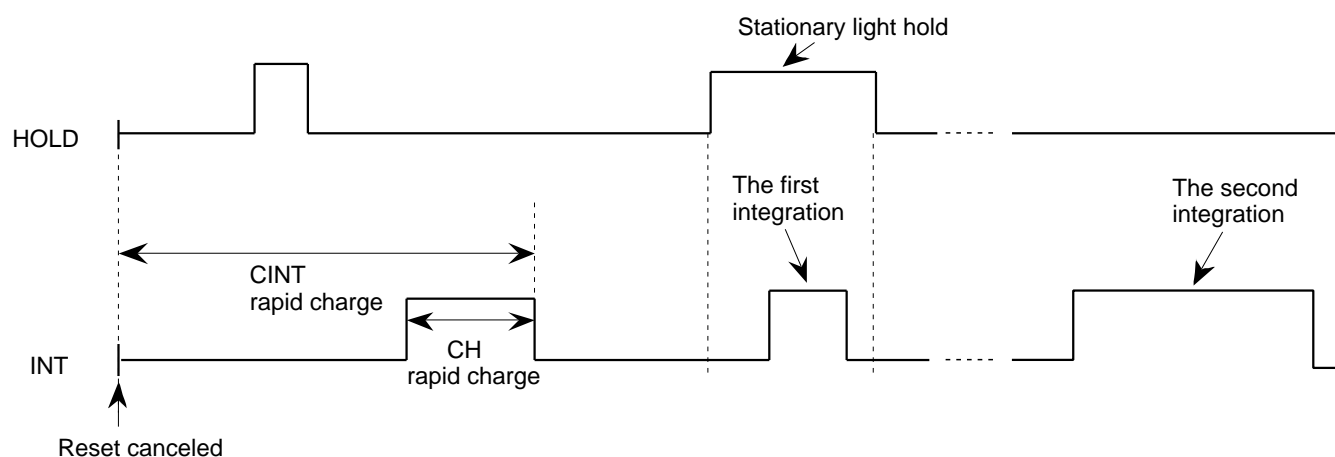 Stationary light hold
HOLD
The first
integration
The second
integration
CINT
rapid charge
CH
rapid charge
INT
Reset canceled